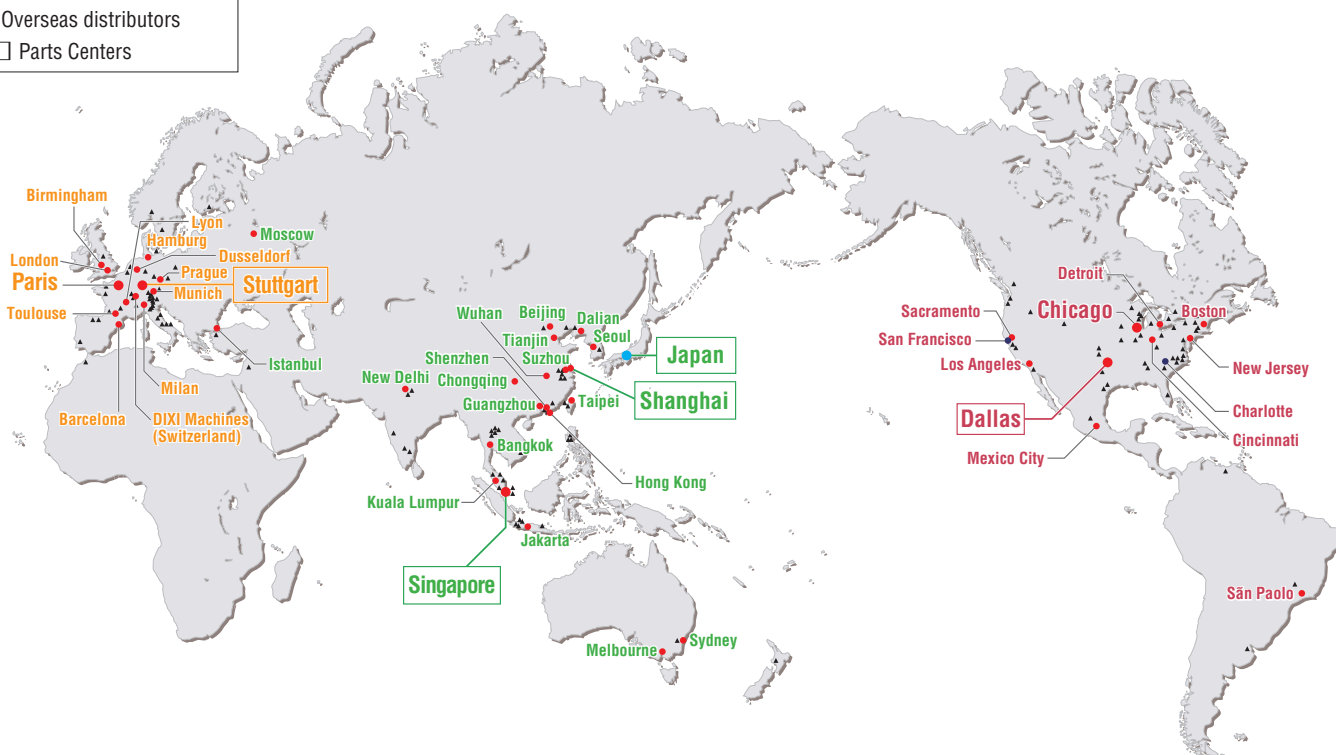 Overseas distributors
Parts Centers
Birmingham
Lyon
Hamburg
Moscow
London
Dusseldorf
Paris
Prague
Stuttgart
Munich
Toulouse
Istanbul
Milan
Barcelona
DIXI Machines
(Switzerland)
Wuhan
Beijing
Dalian
Tianjin
Seoul
Shenzhen
Suzhou
Japan
New Delhi
Chongqing
Shanghai
Guangzhou
Taipei
Bangkok
Hong Kong
Kuala Lumpur
Jakarta
Singapore
Sydney
Melbourne
Detroit
Sacramento
Chicago
Boston
San Francisco
Los Angeles
New Jersey
Dallas
Charlotte
Cincinnati
Mexico City
São Paolo